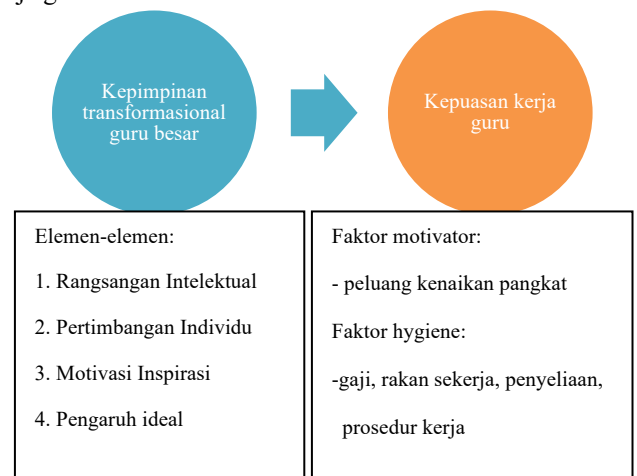 Kepimpinan
transformasional
guru besar
Kepuasan kerja
guru
Elemen-elemen:
1. Rangsangan Intelektual
2. Pertimbangan Individu
3. Motivasi Inspirasi
4. Pengaruh ideal
Faktor motivator:
- peluang kenaikan pangkat
Faktor hygiene:
-gaji, rakan sekerja, penyeliaan,
prosedur kerja